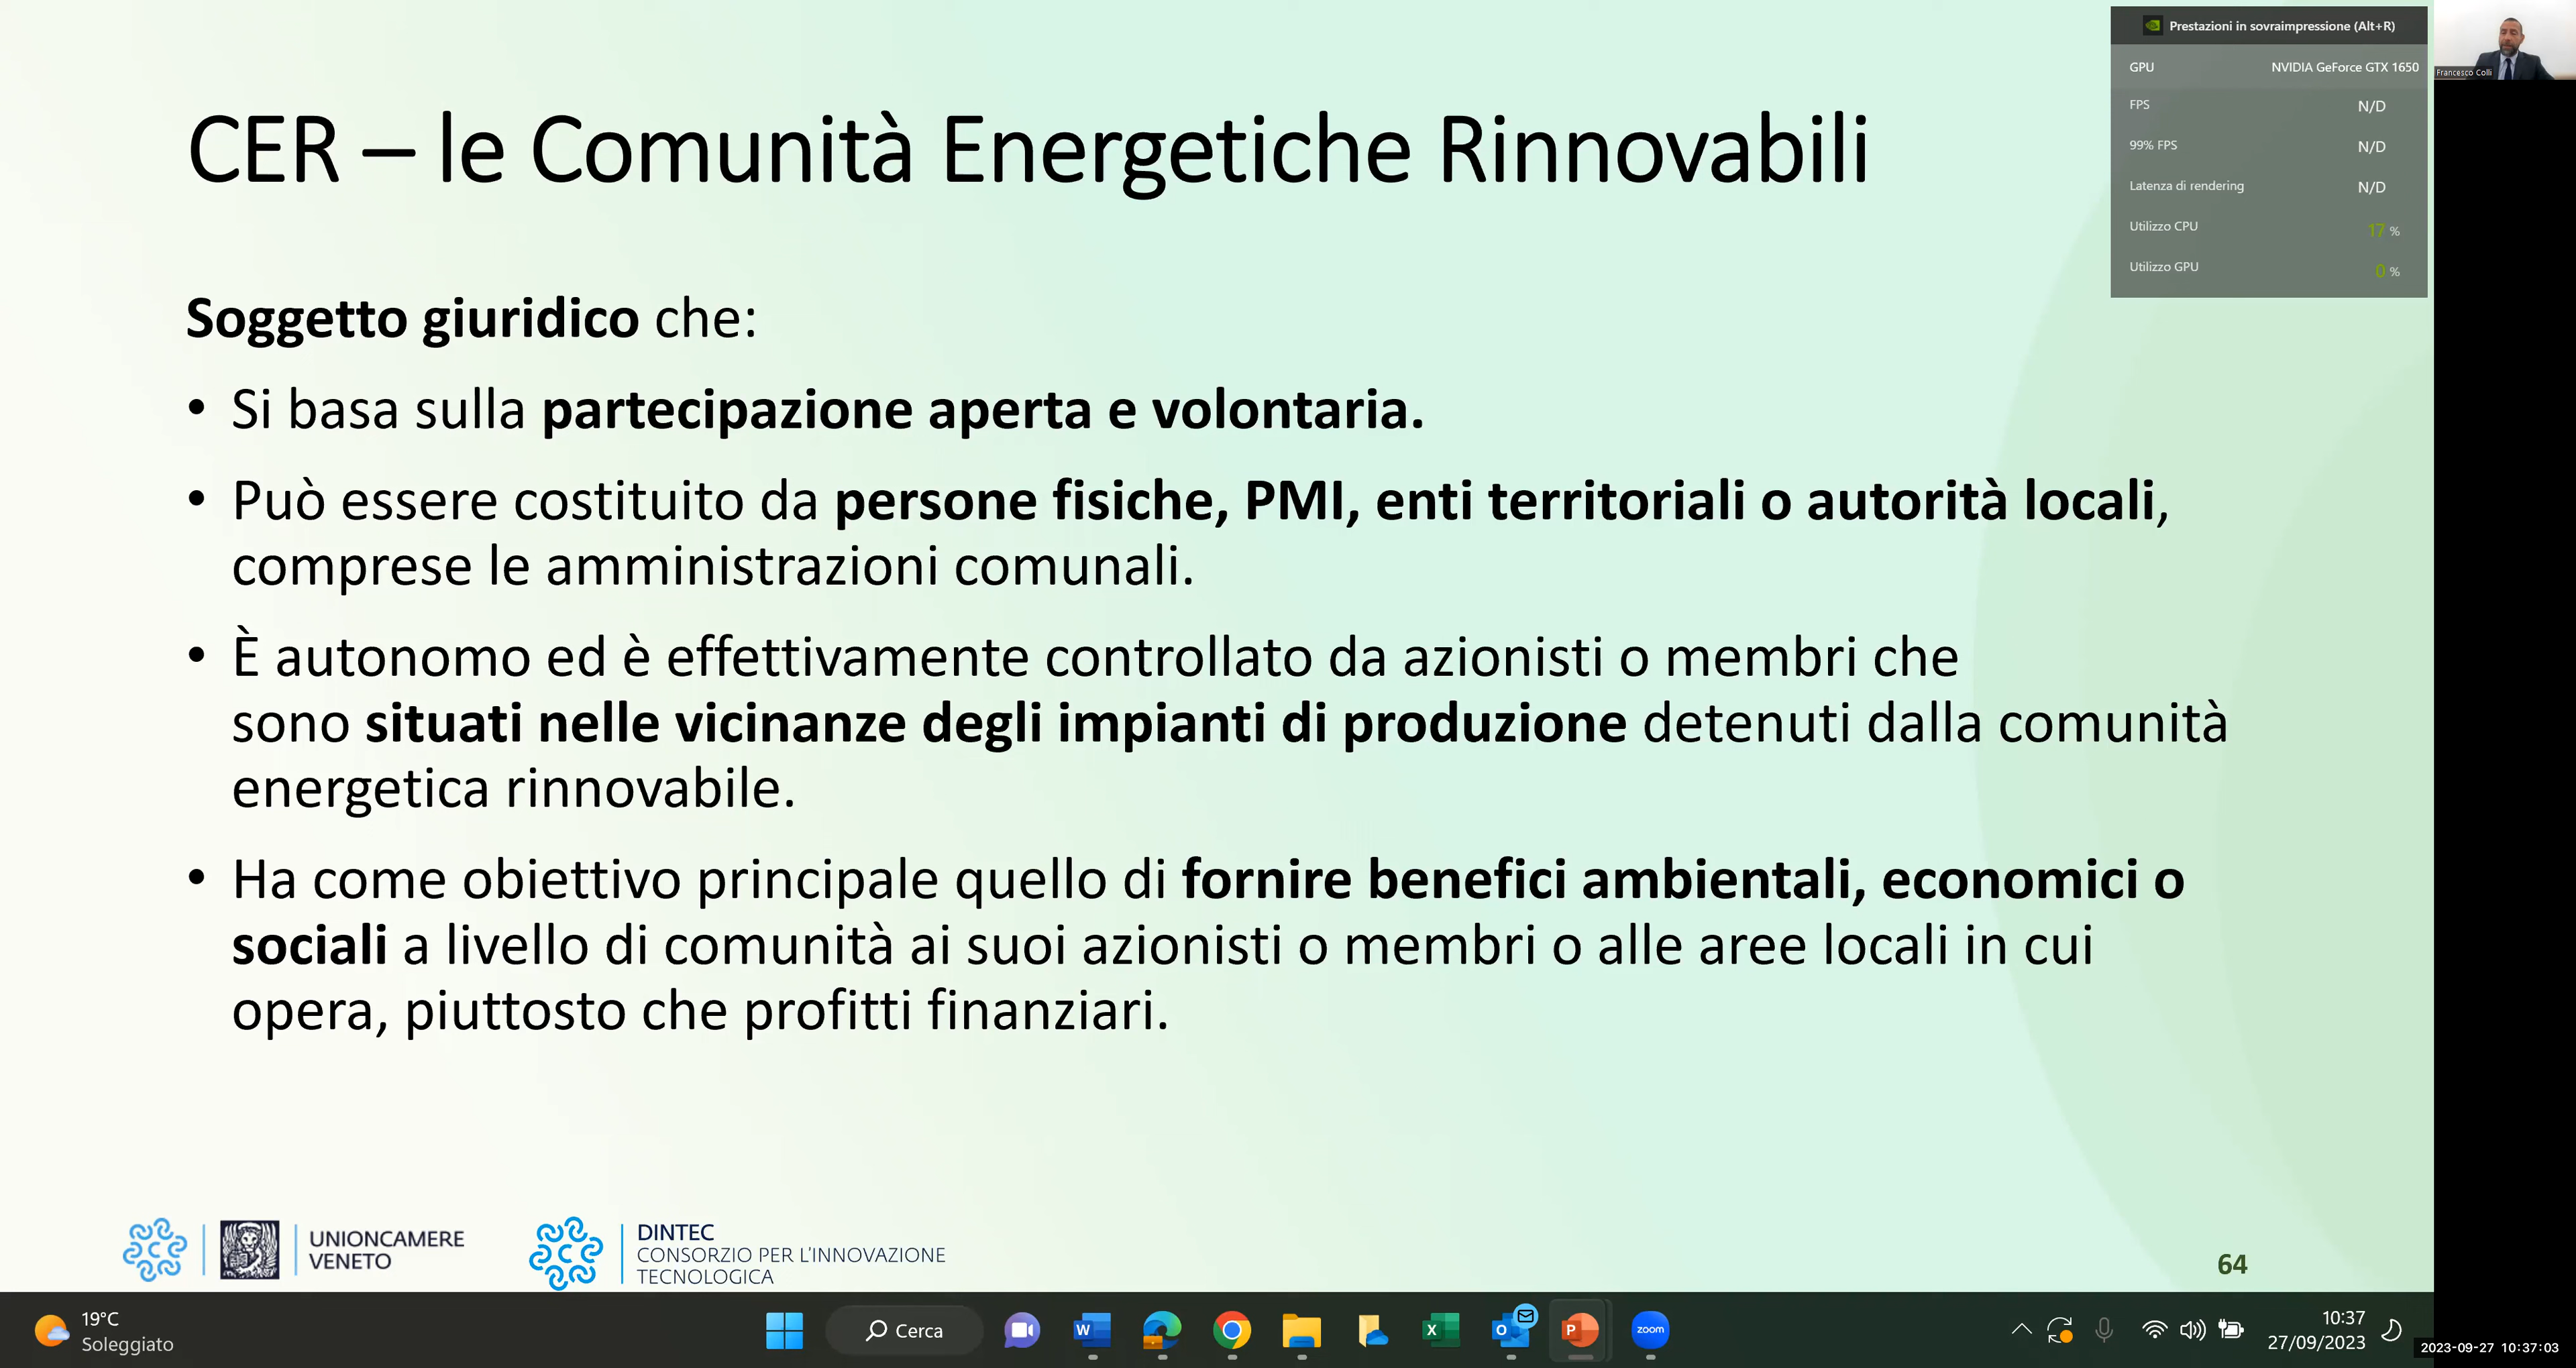 CER – le Comunità Energetiche Rinnovabili
Soggetto giuridico che:
• Si basa sulla partecipazione aperta e volontaria.
• Può essere costituito da persone fisiche, PMI, enti territoriali o autorità locali,
comprese le amministrazioni comunali.
• È autonomo ed è effettivamente controllato da azionisti o membri che
sono situati nelle vicinanze degli impianti di produzione detenuti dalla comunità
energetica rinnovabile.
• Ha come obiettivo principale quello di fornire benefici ambientali, economici o
sociali a livello di comunità ai suoi azionisti o membri o alle aree locali in cui
opera, piuttosto che profitti finanziari.
UNIONCAMERE
VENETO
DINTEC
CONSORZIO PER L'INNOVAZIONE
TECNOLOGICA
64
Prestazioni in sovraimpressione (Alt+R)
GPU NVIDIA GeForce GTX 1650
FPS N/D
99% FPS N/D
Latenza di rendering N/D
Utilizzo CPU 17 %
Utilizzo GPU 0 %
Francesco Colli
19°C
Soleggiato
Cerca
zoom
10:37
27/09/2023
2023-09-27 10:37:03